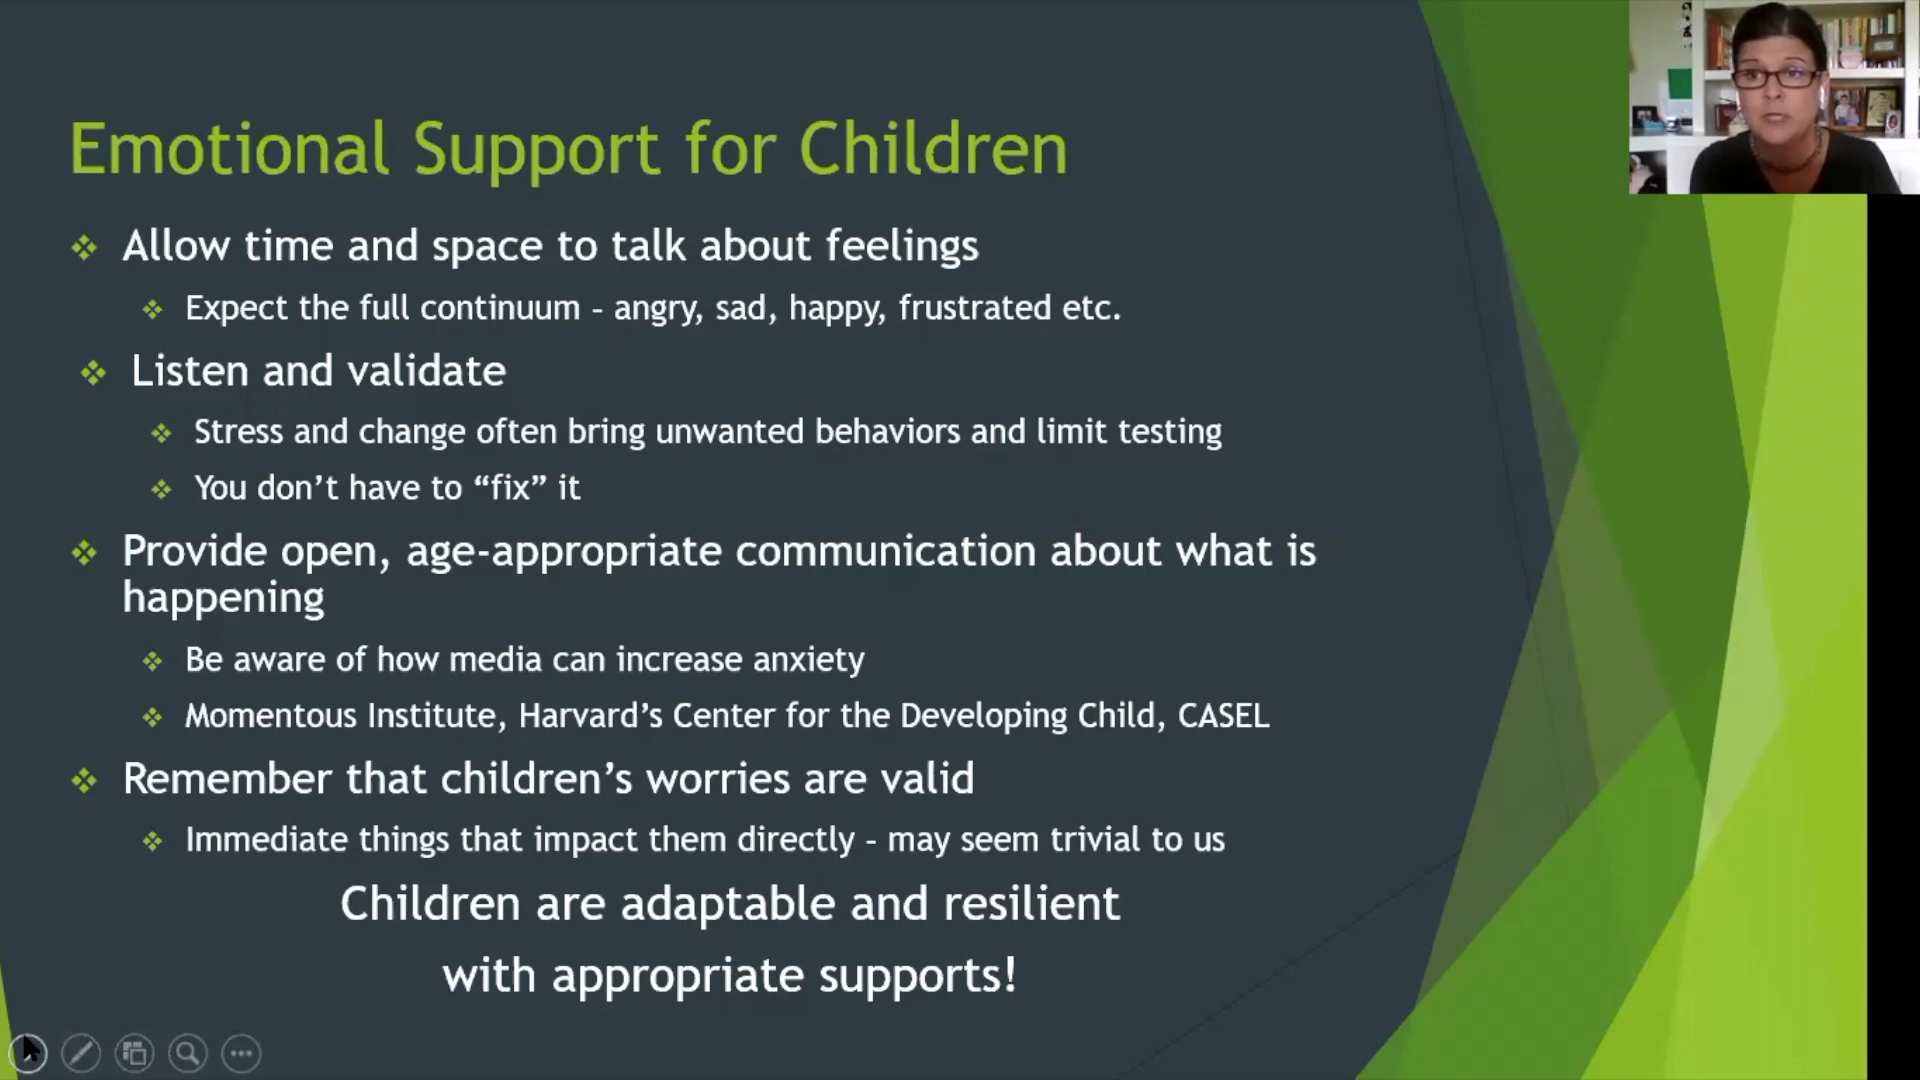 Emotional Support for Children
Allow time and space to talk about feelings
Expect the full continuum – angry, sad, happy, frustrated etc.
Listen and validate
Stress and change often bring unwanted behaviors and limit testing
You don’t have to “fix” it
Provide open, age-appropriate communication about what is
happening
Be aware of how media can increase anxiety
Momentous Institute, Harvard’s Center for the Developing Child, CASEL
Remember that children’s worries are valid
Immediate things that impact them directly – may seem trivial to us
Children are adaptable and resilient
with appropriate supports!